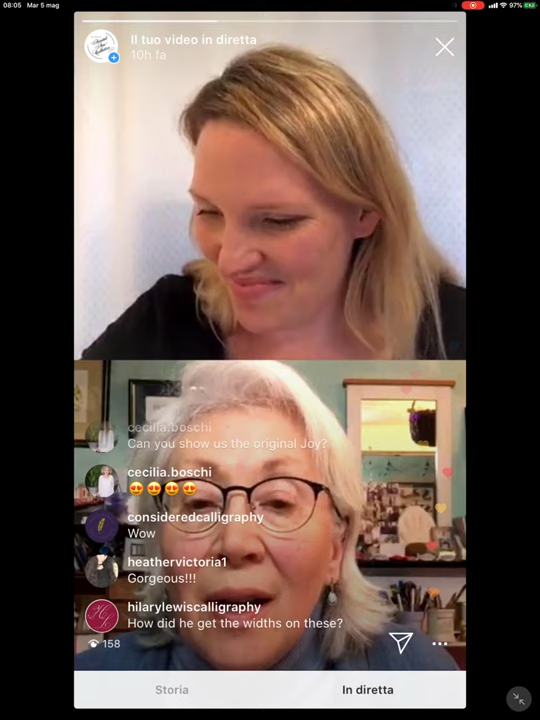 08:05 Mar 5 mag
97%
Il tuo video in diretta
10h fa
cecilia.boschi
Can you show us the original Joy?
cecilia.boschi
😍 😍 😍 😍
consideredcalligraphy
Wow
heathervictoria1
Gorgeous!!!
hilarylewiscalligraphy
How did he get the widths on these?
158
Storia
In diretta